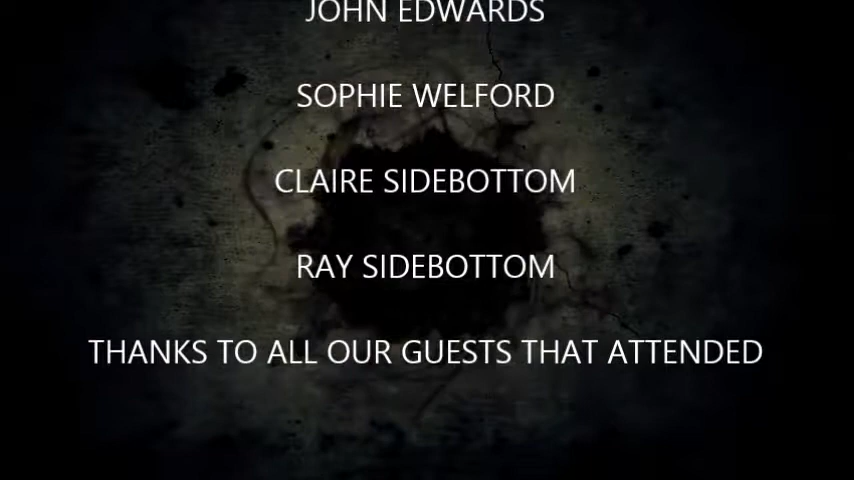 JOHN EDWARDS
SOPHIE WELFORD
CLAIRE SIDEBOTTOM
RAY SIDEBOTTOM
THANKS TO ALL OUR GUESTS THAT ATTENDED